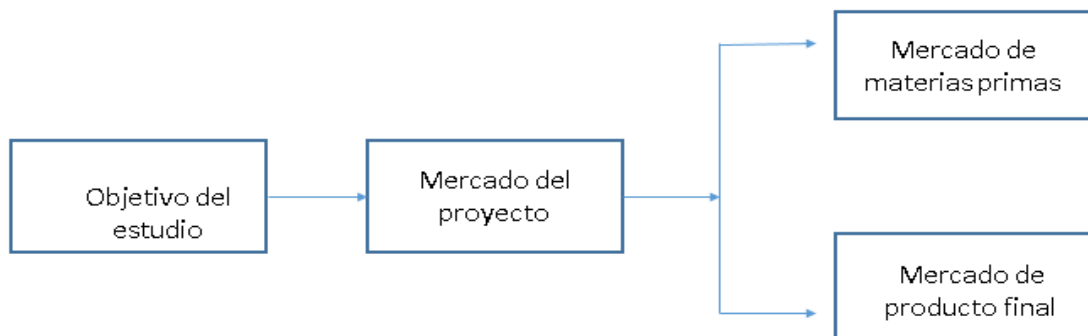 Objetivo del
estudio
Mercado del
proyecto
Mercado de
materias primas
Mercado de
producto final